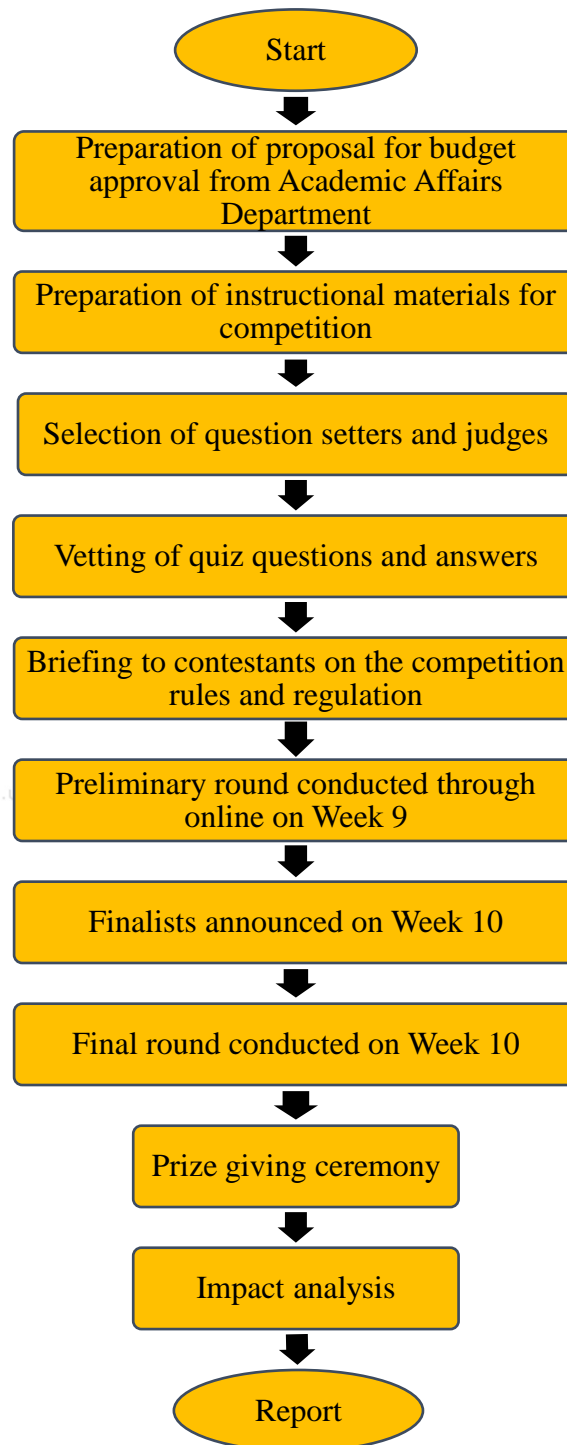 Start
Preparation of proposal for budget
approval from Academic Affairs
Department
Preparation of instructional materials for
competition
Selection of question setters and judges
Vetting of quiz questions and answers
Briefing to contestants on the competition
rules and regulation
Preliminary round conducted through
online on Week 9
Finalists announced on Week 10
Final round conducted on Week 10
Prize giving ceremony
Impact analysis
Report